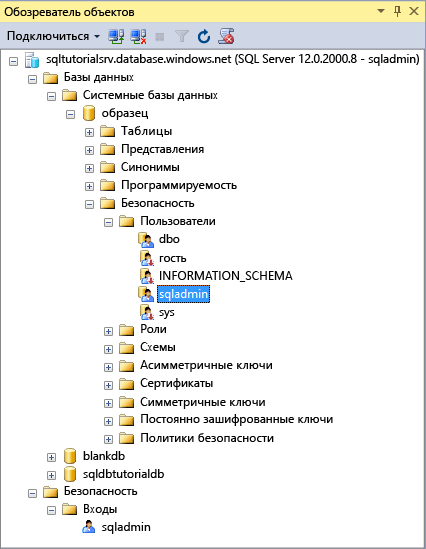 Обозреватель объектов
Подключиться
sqltutorialsrv.database.windows.net (SQL Server 12.0.2000.8 - sqladmin)
Базы данных
Системные базы данных
образец
Таблицы
Представления
Синонимы
Программируемость
Безопасность
Пользователи
dbo
гость
INFORMATION_SCHEMA
sqladmin
sys
Роли
Схемы
Асимметричные ключи
Сертификаты
Симметричные ключи
Постоянно зашифрованные ключи
Политики безопасности
blankdb
sqldbtutorialdb
Безопасность
Входы
sqladmin